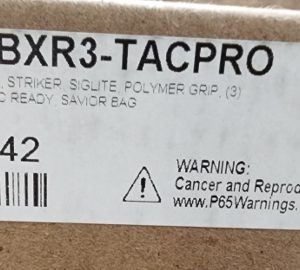 BXR3-TACPRO
, STRIKER, SIGLITE, POLYMER GRIP, (3)
C READY, SAVIOR BAG
42
WARNING:
Cancer and Reprod
www.P65Warnings.